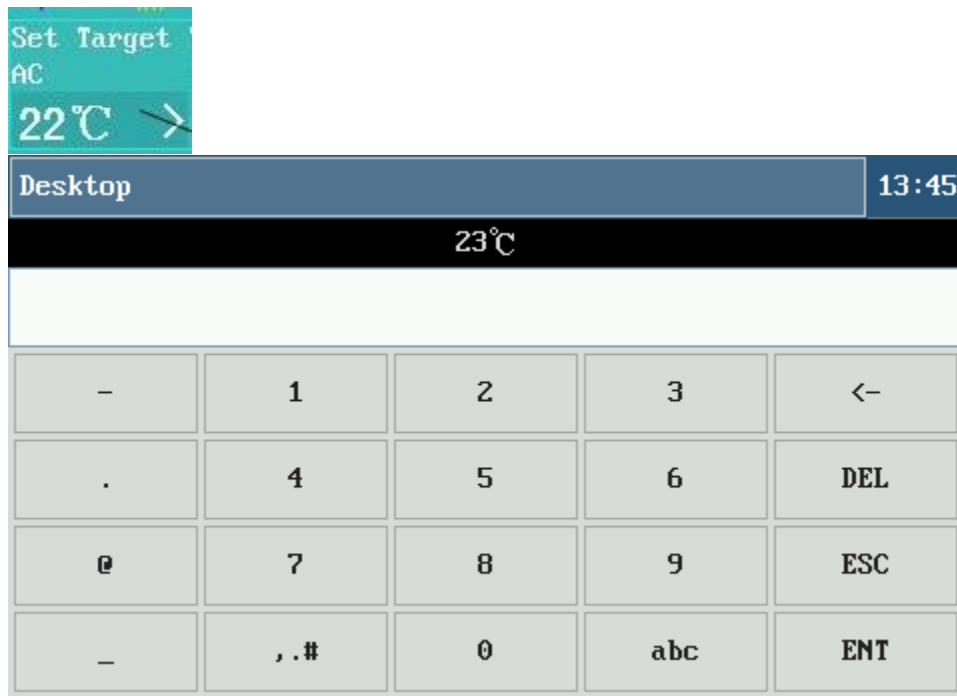 Set Target
AC
22℃ >
Desktop 13:45
23℃
- 1 2 3 <-
. 4 5 6 DEL
@ 7 8 9 ESC
_ ,.# 0 abc ENT